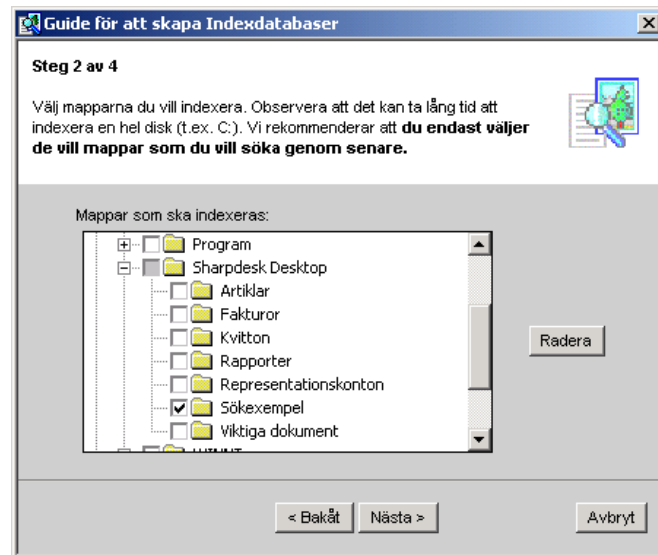 Guide för att skapa Indexdatabaser
Steg 2 av 4
Välj mapparna du vill indexera. Observera att det kan ta lång tid att
indexera en hel disk (t.ex. C:). Vi rekommenderar att du endast väljer
de vill mappar som du vill söka genom senare.
Mappar som ska indexeras:
Program
Sharpdesk Desktop
Artiklar
Fakturor
Kvitton
Rapporter
Representationskonton
Sökexempel
Viktiga dokument
Radera
< Bakåt
Nästa >
Avbryt